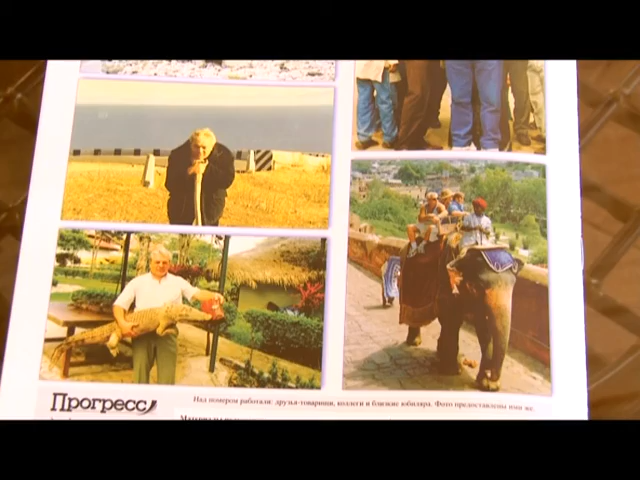 Прогресс
Над номером работали: друзья-товарищи, коллеги и близкие юбиляра. Фото предоставлены ими же.